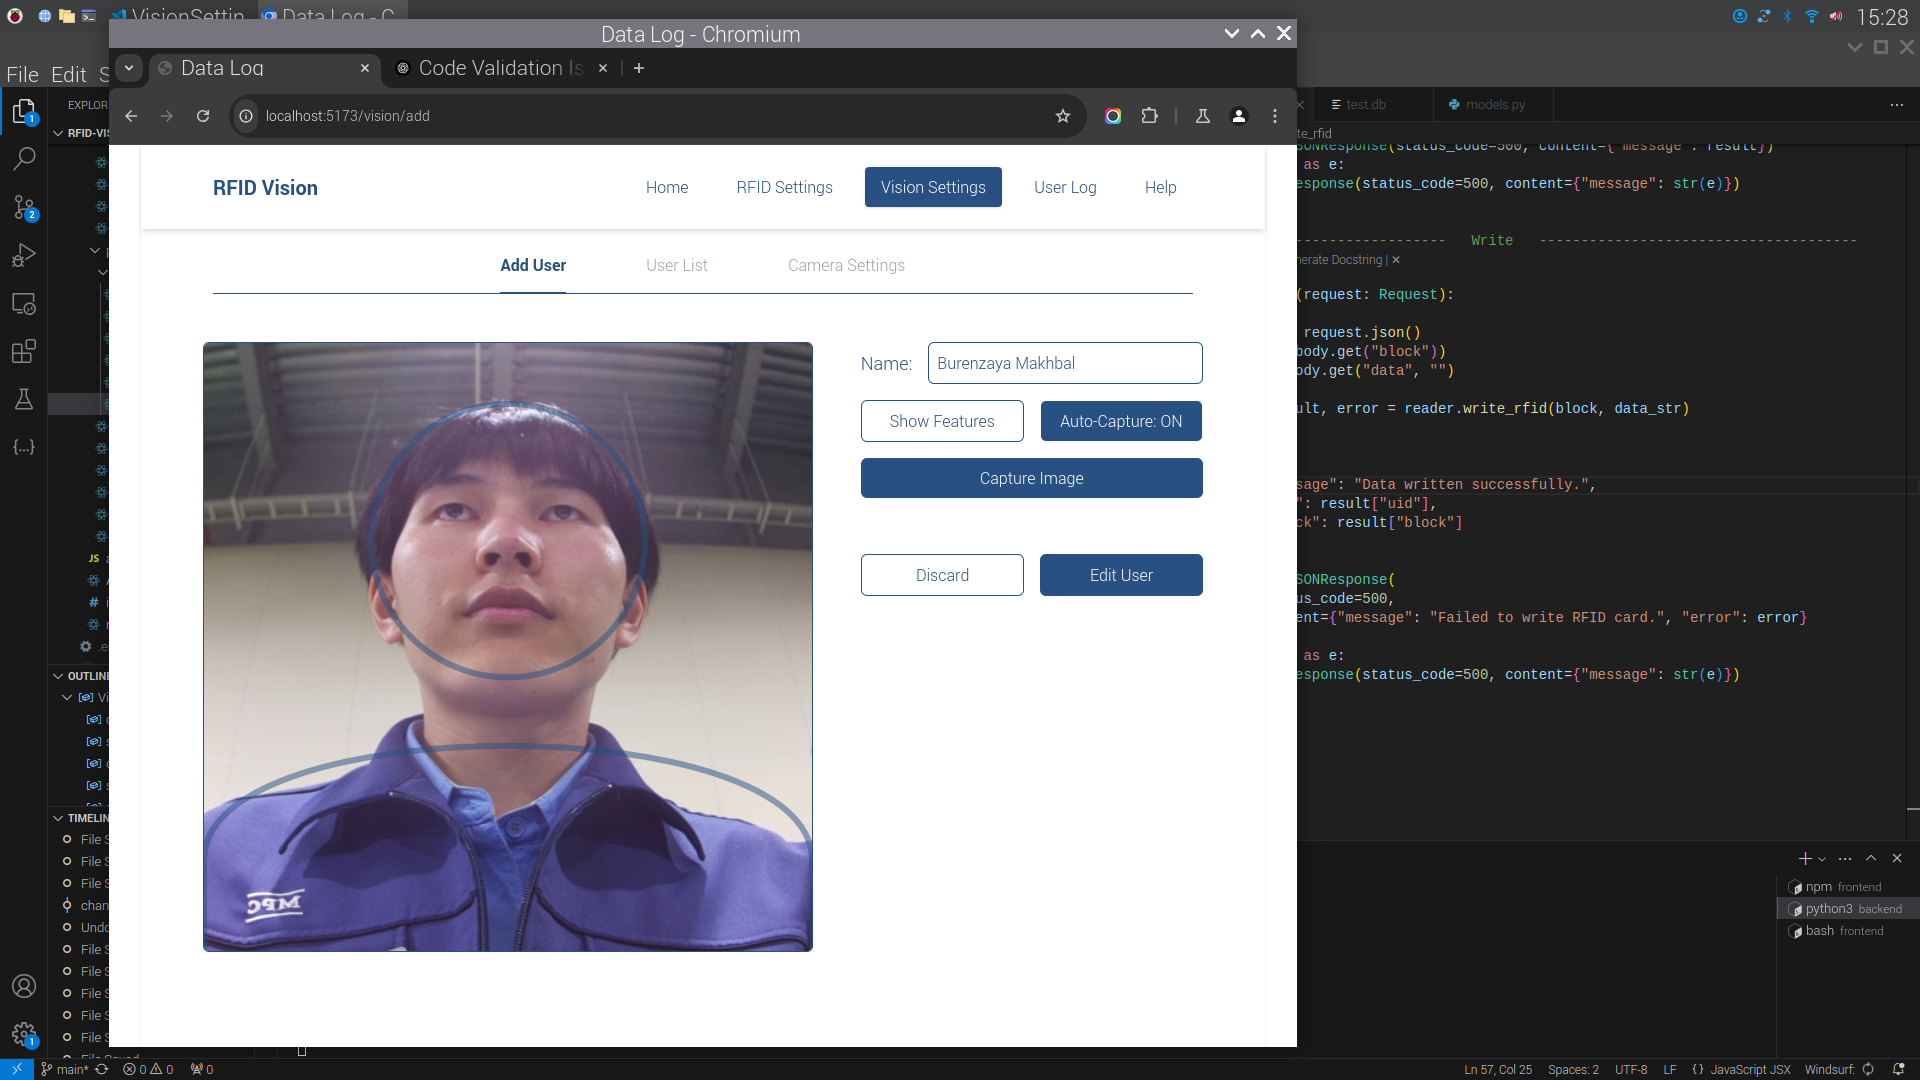 VisionSettin
Data Log - C
15:28
Data Log - Chromium
File Edit S
Data Log
Code Validation Is
test.db
models.py
localhost:5173/vision/add
EXPLOR
RFID-VIS
RFID Vision
Home
RFID Settings
Vision Settings
User Log
Help
Add User
User List
Camera Settings
Name:
Burenzaya Makhbal
Show Features
Auto-Capture: ON
Capture Image
Discard
Edit User
MPC
te_rfid
SONResponse(status_code=500, content={"message": result})
as e:
esponse(status_code=500, content={"message": str(e)})
------------------ Write --------------------------------------
nerate Docstring | ✕
(request: Request):
request.json()
body.get("block"))
ody.get("data", "")
ult, error = reader.write_rfid(block, data_str)
sage": "Data written successfully.",
": result["uid"],
ck": result["block"]
SONResponse(
us_code=500,
ent={"message": "Failed to write RFID card.", "error": error}
as e:
esponse(status_code=500, content={"message": str(e)})
JS
OUTLINE
Vi
TIMELIN
File S
File S
File S
chan
Undo
File S
File S
File S
File S
File S
File Saved
npm frontend
python3 backend
bash frontend
main*
0
0
0
Ln 57, Col 25
Spaces: 2
UTF-8
LF
{} JavaScript JSX
Windsurf: